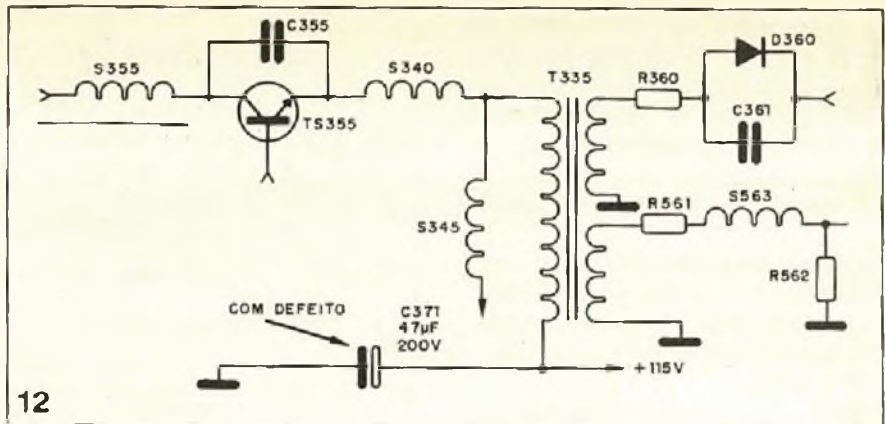 C355
D360
S355
S340
T335
R360
TS355
C361
R561
S563
S345
R562
COM DEFEITO
C371
47µF
200V
+115V
12